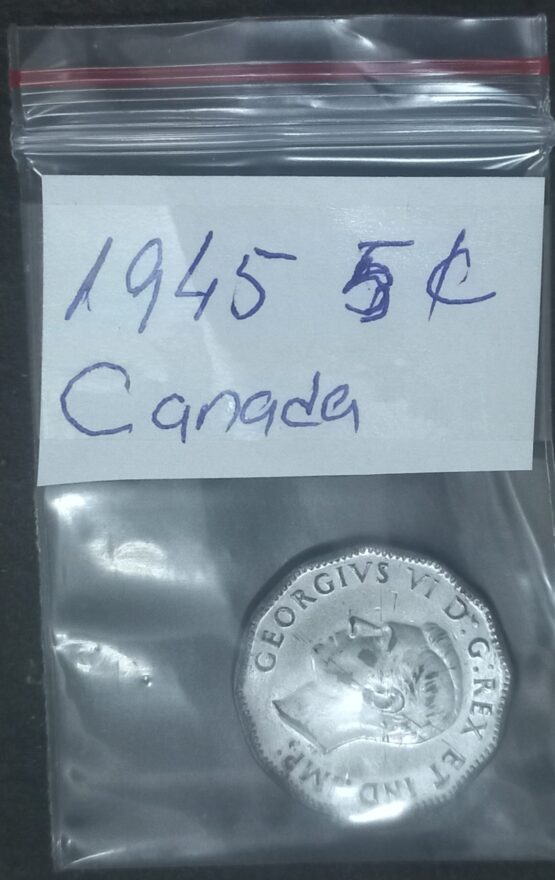 1945 5¢
Canada
GEORGIVS VI D:G:REX ET IND:IMP: